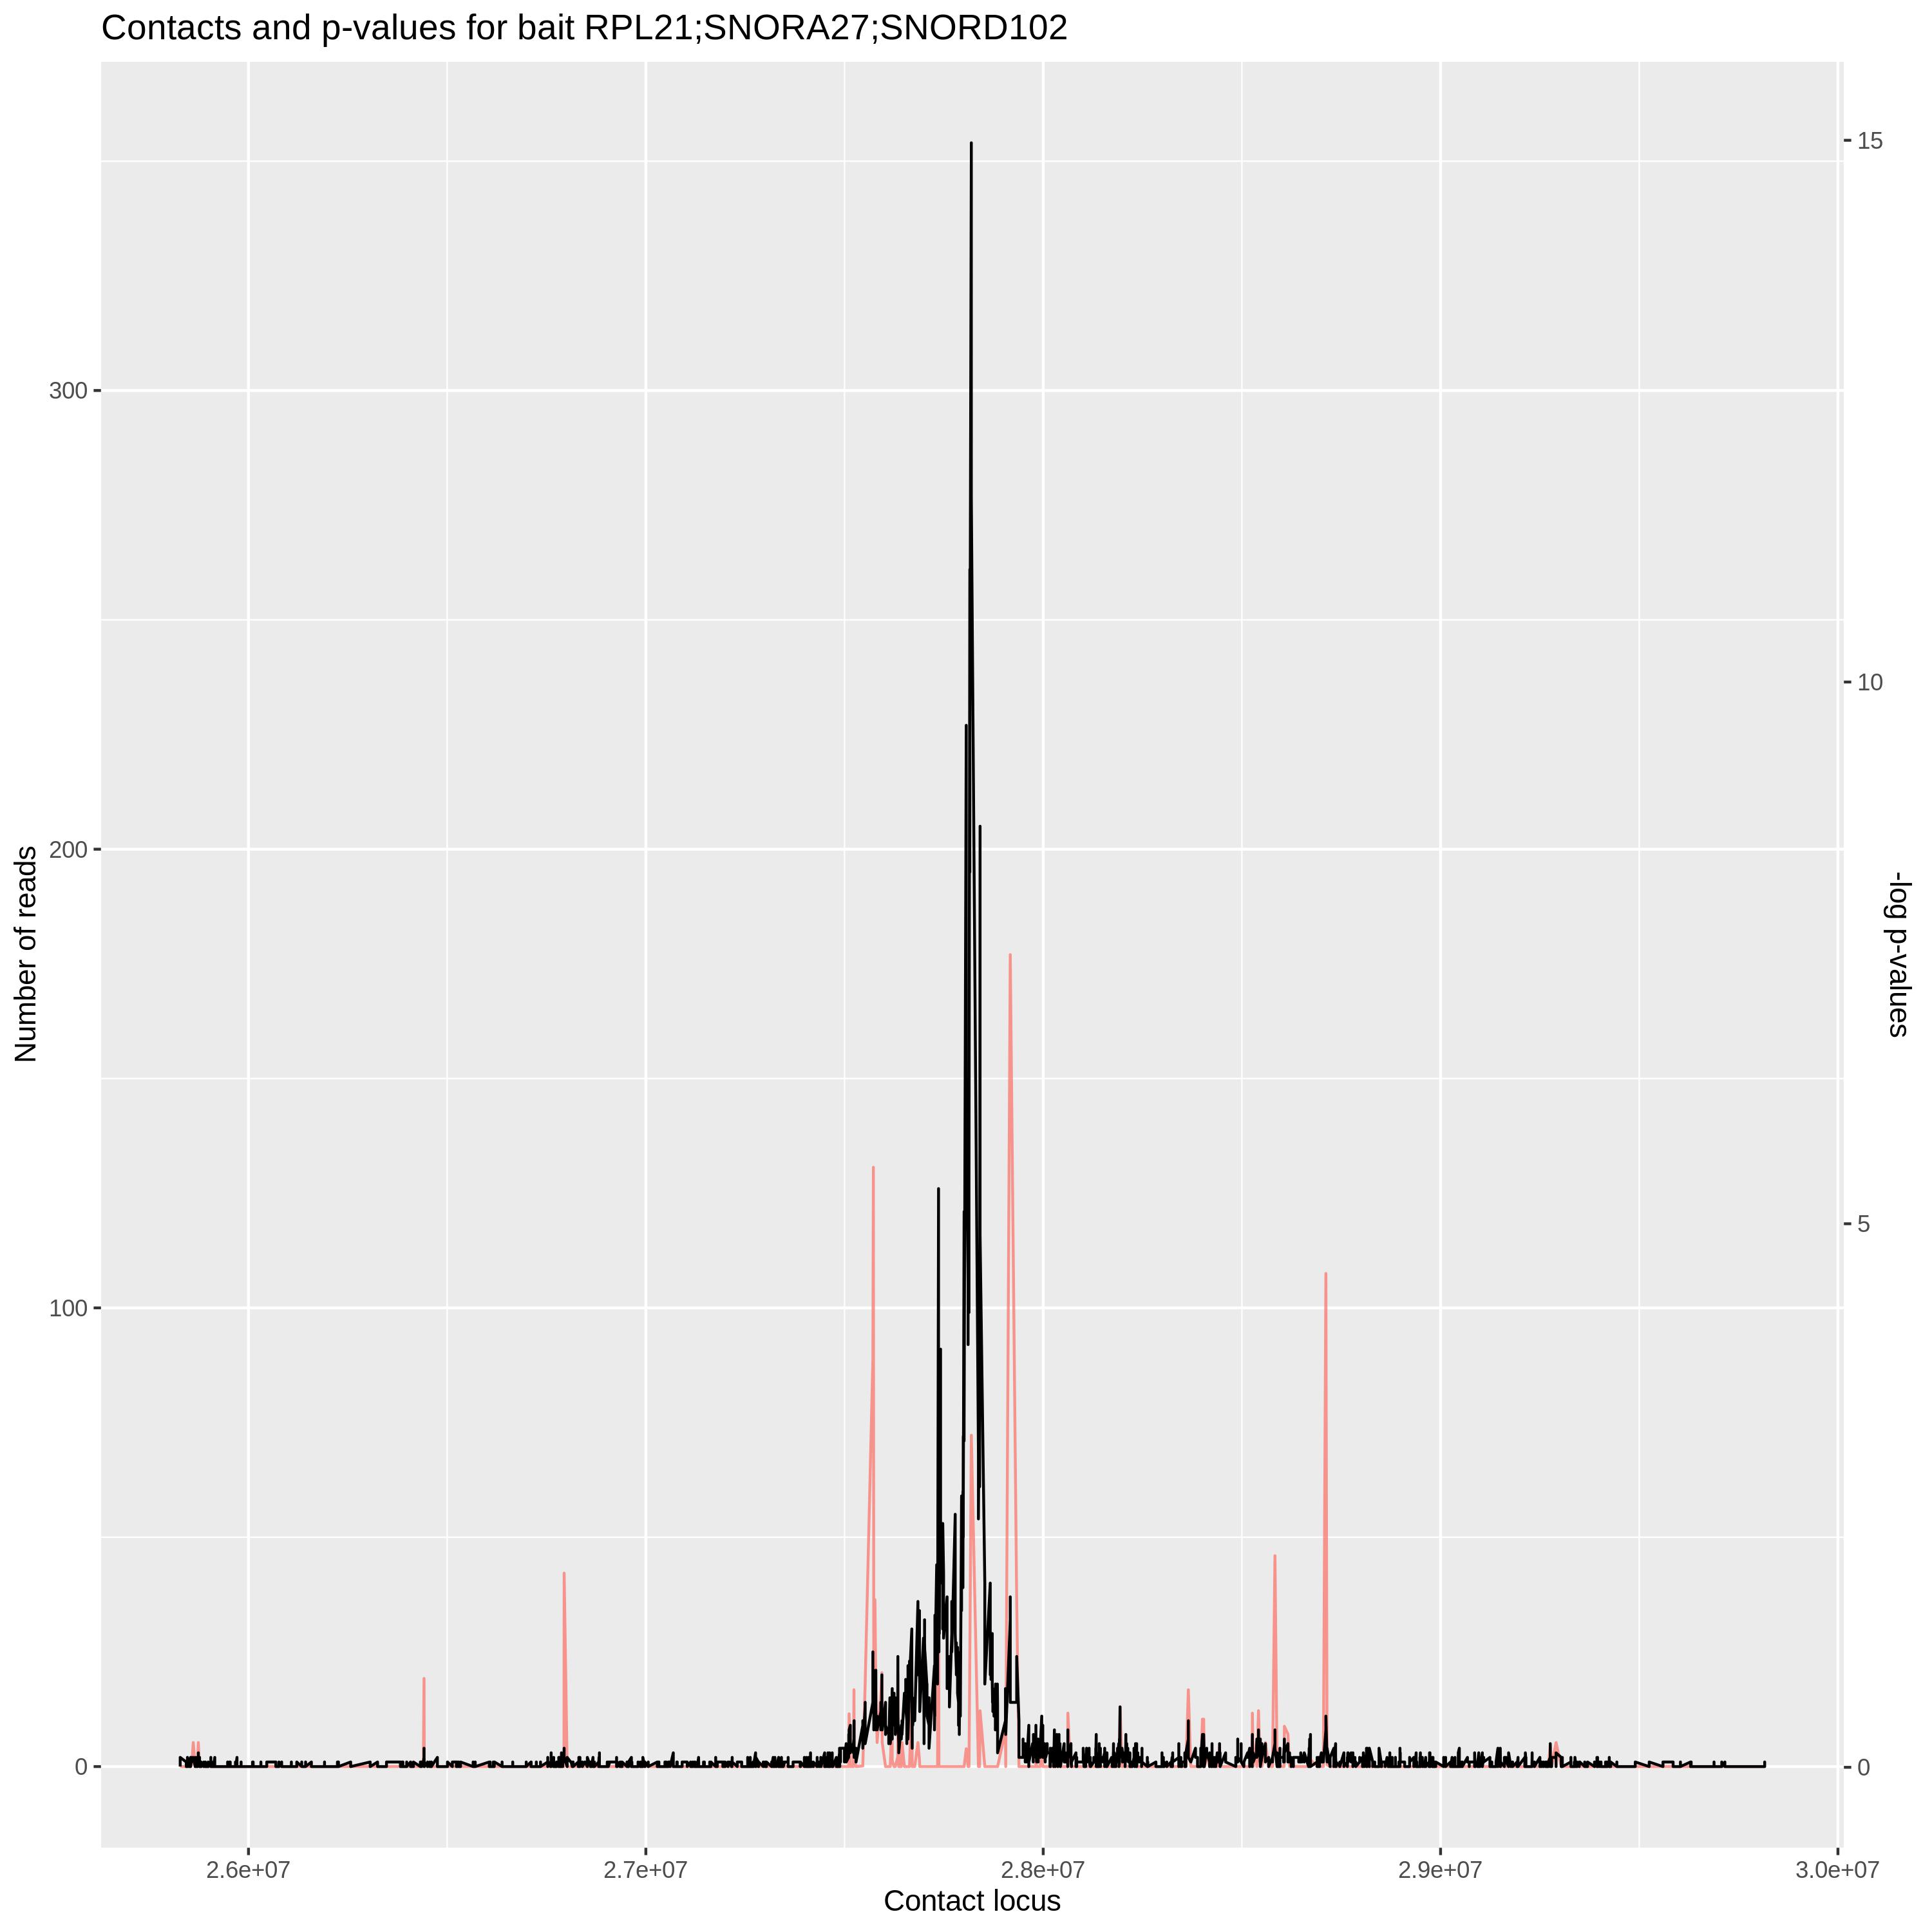 Contacts and p-values for bait RPL21;SNORA27;SNORD102
Number of reads
300
200
100
0
15
10
5
0
-log p-values
2.6e+07
2.7e+07
2.8e+07
2.9e+07
3.0e+07
Contact locus